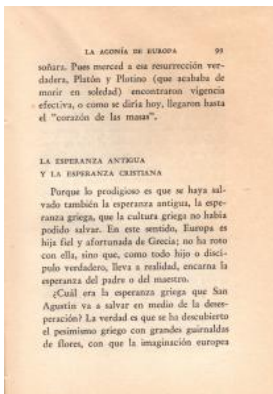 LA AGONÍA DE EUROPA 95
soñara. Pues merced a esa resurrección ver-
dadera, Platón y Plotino (que acababa de
morir en soledad) encontraron vigencia
efectiva, o como se diría hoy, llegaron hasta
el "corazón de las masas".
LA ESPERANZA ANTIGUA
Y LA ESPERANZA CRISTIANA
Porque lo prodigioso es que se haya sal-
vado también la esperanza antigua, la espe-
ranza griega, que la cultura griega no había
podido salvar. En este sentido, Europa es
hija fiel y afortunada de Grecia; no ha roto
con ella, sino que, como todo hijo o discí-
pulo verdadero, lleva a realidad, encarna la
esperanza del padre o del maestro.
¿Cuál era la esperanza griega que San
Agustín va a salvar en medio de la deses-
peración? La verdad es que se ha descubierto
el pesimismo griego con grandes guirnaldas
de flores, con que la imaginación europea